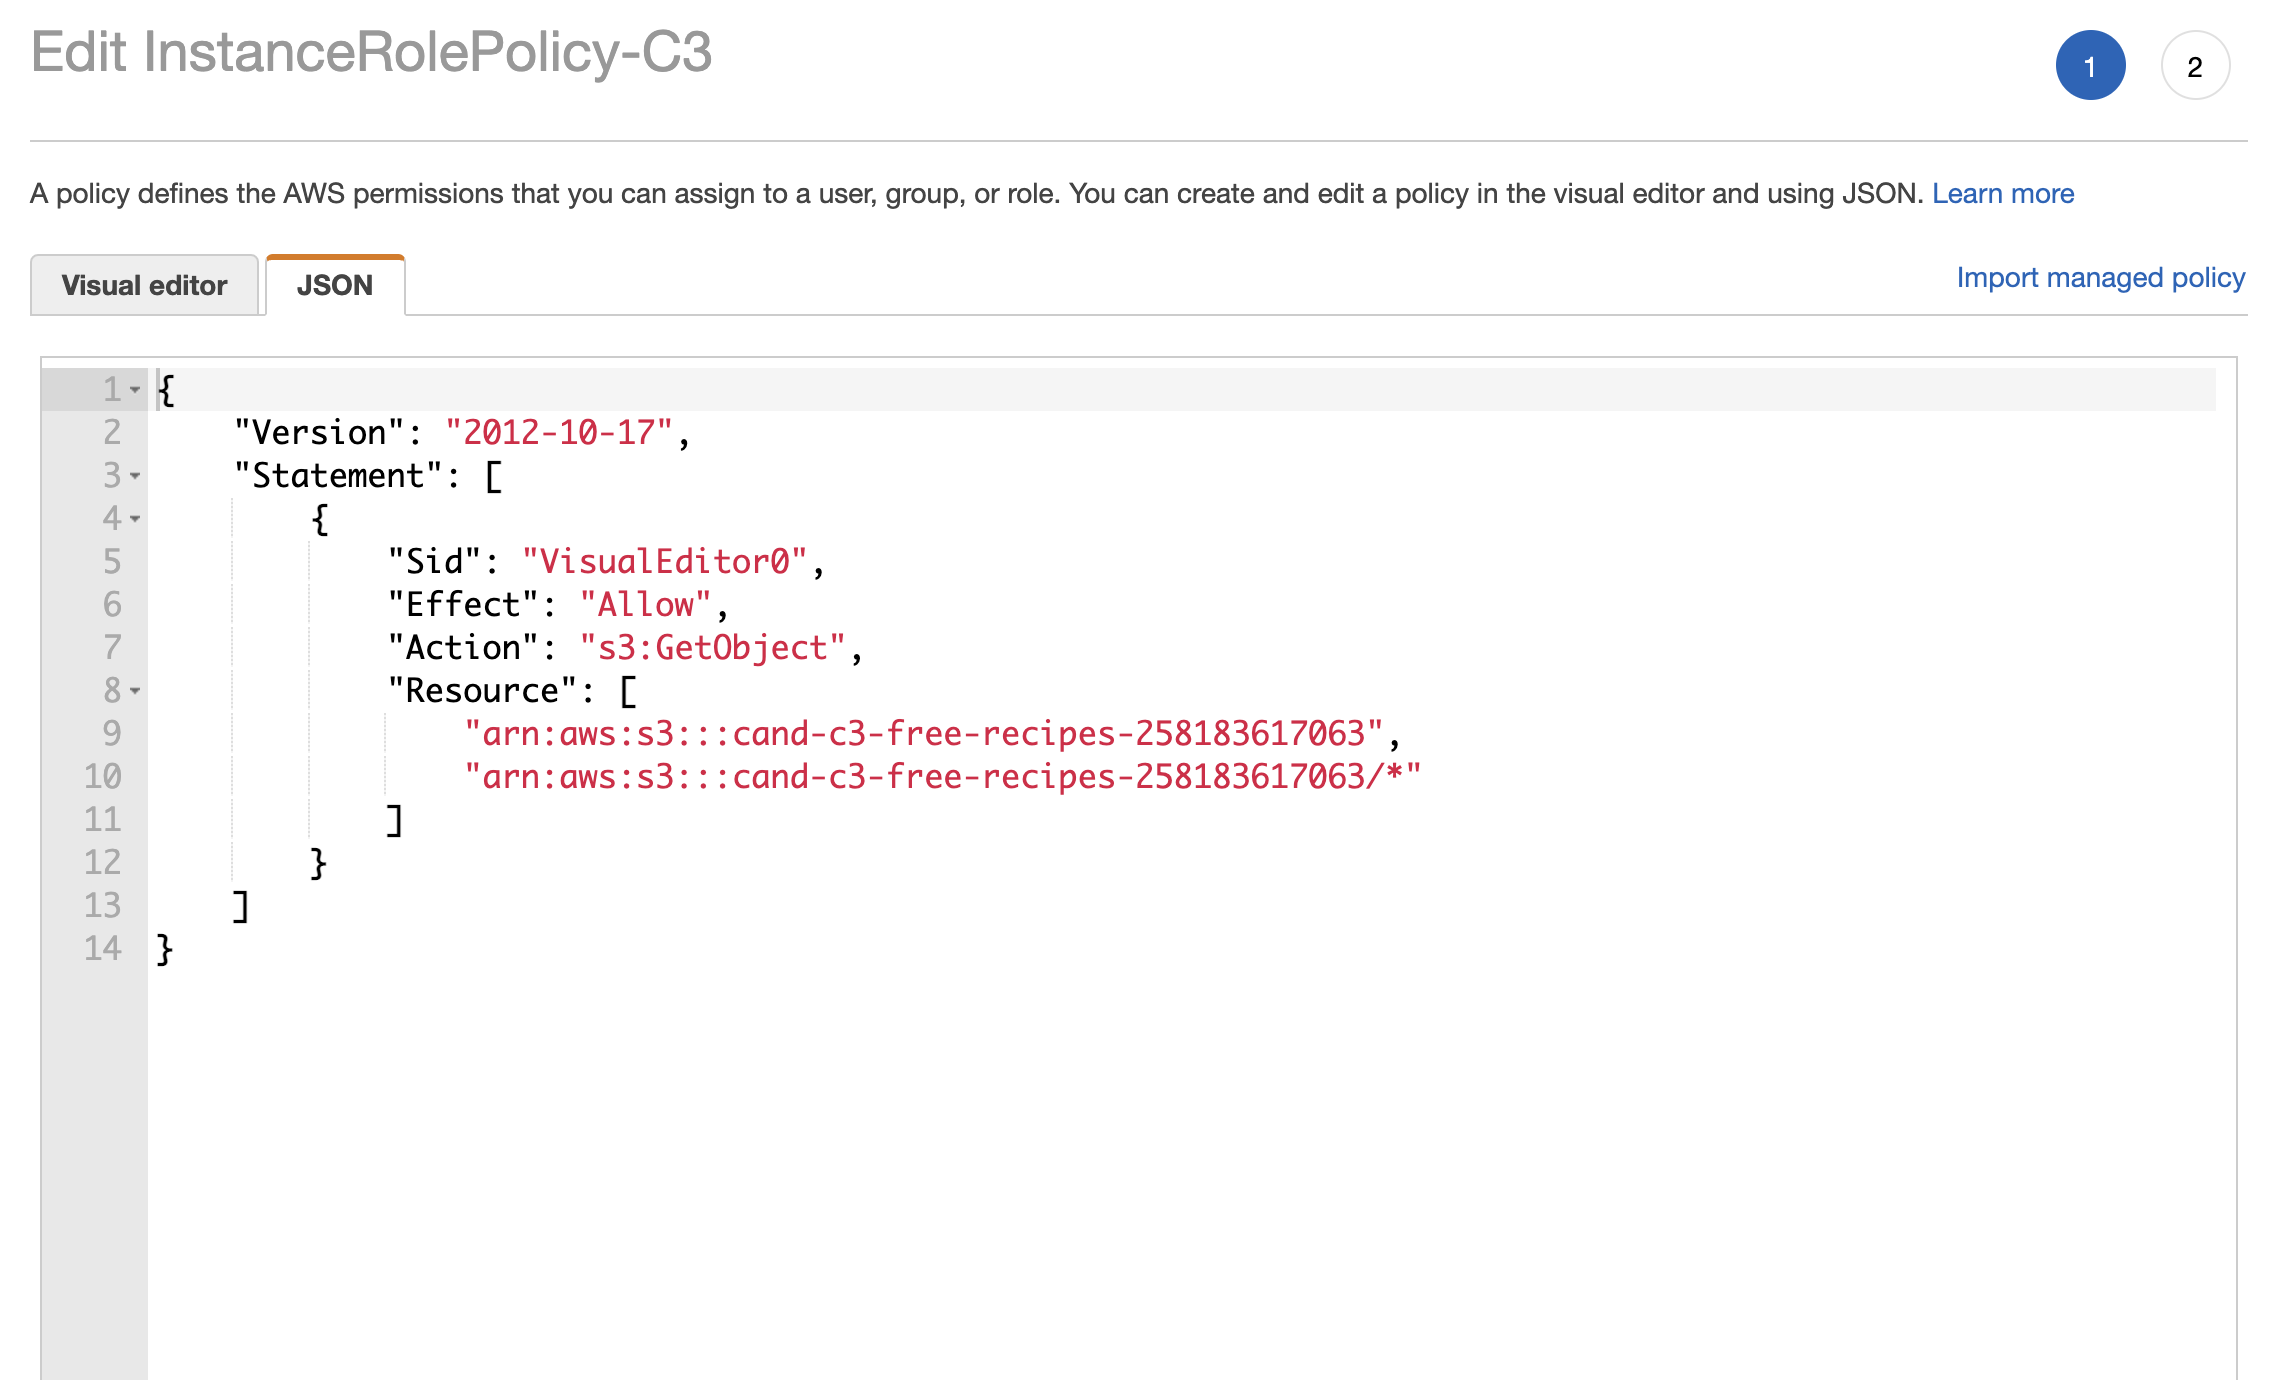 Edit InstanceRolePolicy-C3
1
2
A policy defines the AWS permissions that you can assign to a user, group, or role. You can create and edit a policy in the visual editor and using JSON. Learn more
Visual editor
JSON
Import managed policy
1 {
2     "Version": "2012-10-17",
3     "Statement": [
4         {
5             "Sid": "VisualEditor0",
6             "Effect": "Allow",
7             "Action": "s3:GetObject",
8             "Resource": [
9                 "arn:aws:s3:::cand-c3-free-recipes-258183617063",
10                 "arn:aws:s3:::cand-c3-free-recipes-258183617063/*"
11             ]
12         }
13     ]
14 }